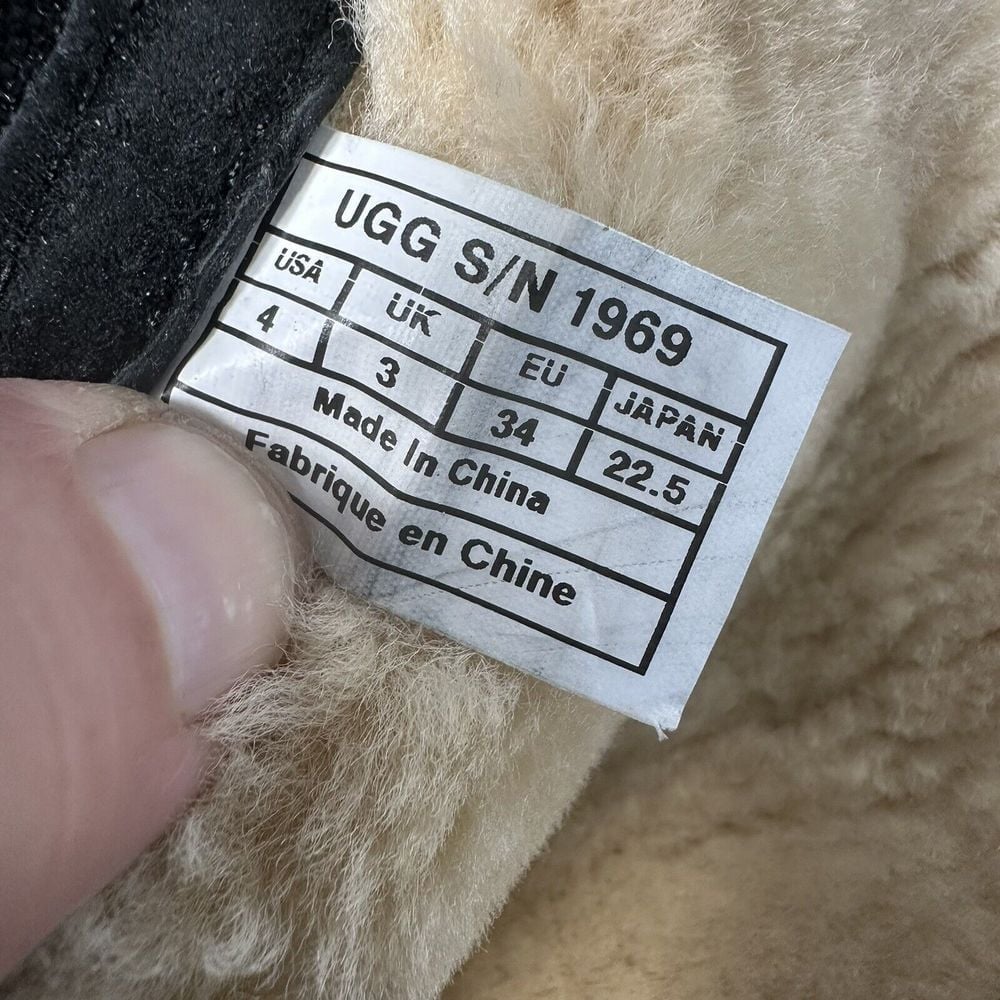 UGG S/N 1969
USA UK EU JAPAN
4 3 34 22.5
Made In China
Fabrique en Chine